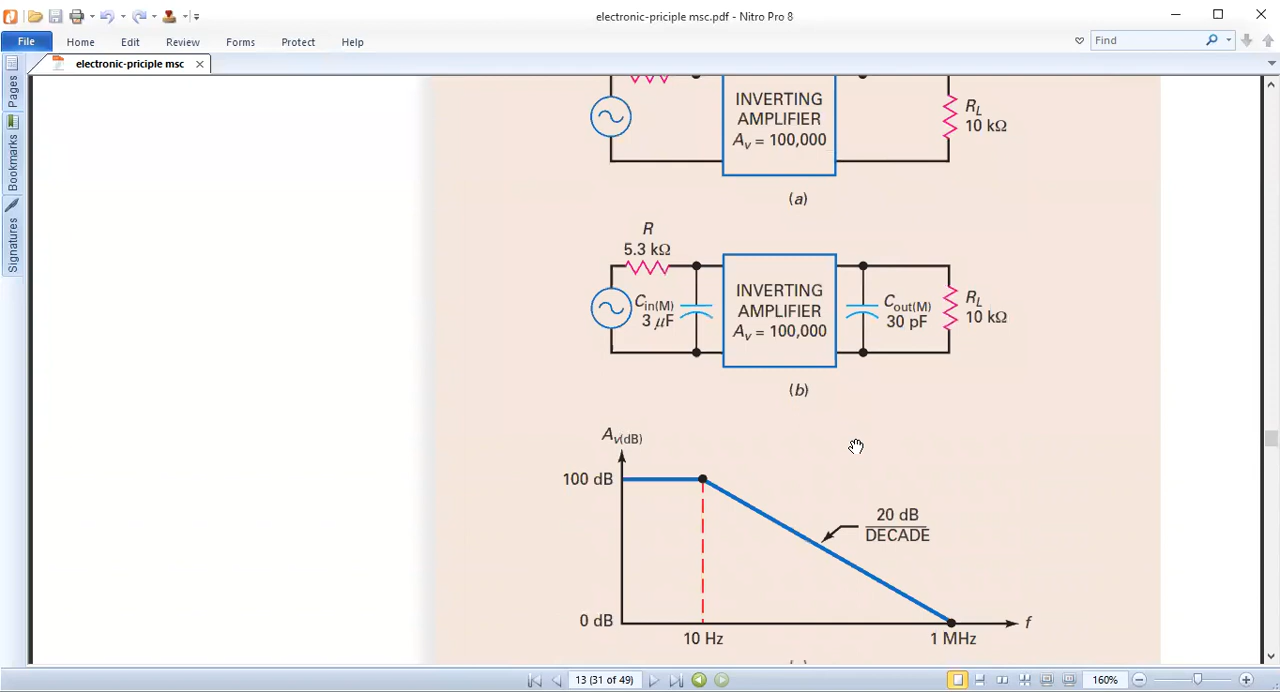 electronic-priciple msc.pdf - Nitro Pro 8
File Home Edit Review Forms Protect Help
Find
electronic-priciple msc
Pages
Bookmarks
Signatures
INVERTING
AMPLIFIER
Av = 100,000
RL
10 kΩ
(a)
R
5.3 kΩ
Cin(M)
3 μF
INVERTING
AMPLIFIER
Av = 100,000
Cout(M)
30 pF
RL
10 kΩ
(b)
Av(dB)
100 dB
20 dB
DECADE
0 dB
f
10 Hz
1 MHz
13 (31 of 49)
160%